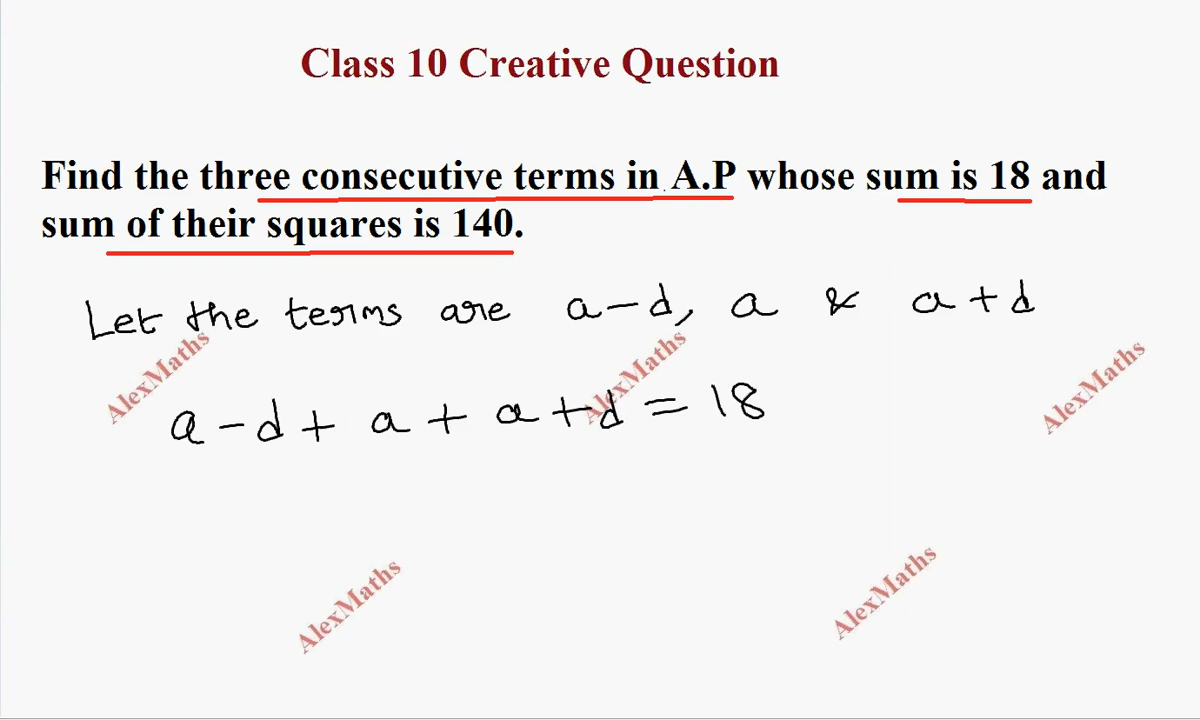 Class 10 Creative Question
Find the three consecutive terms in A.P whose sum is 18 and
sum of their squares is 140.
Let the terms are a-d, a & a+d
AlexMaths
AlexMaths
AlexMaths
a-d+ a + a+d = 18
AlexMaths
AlexMaths